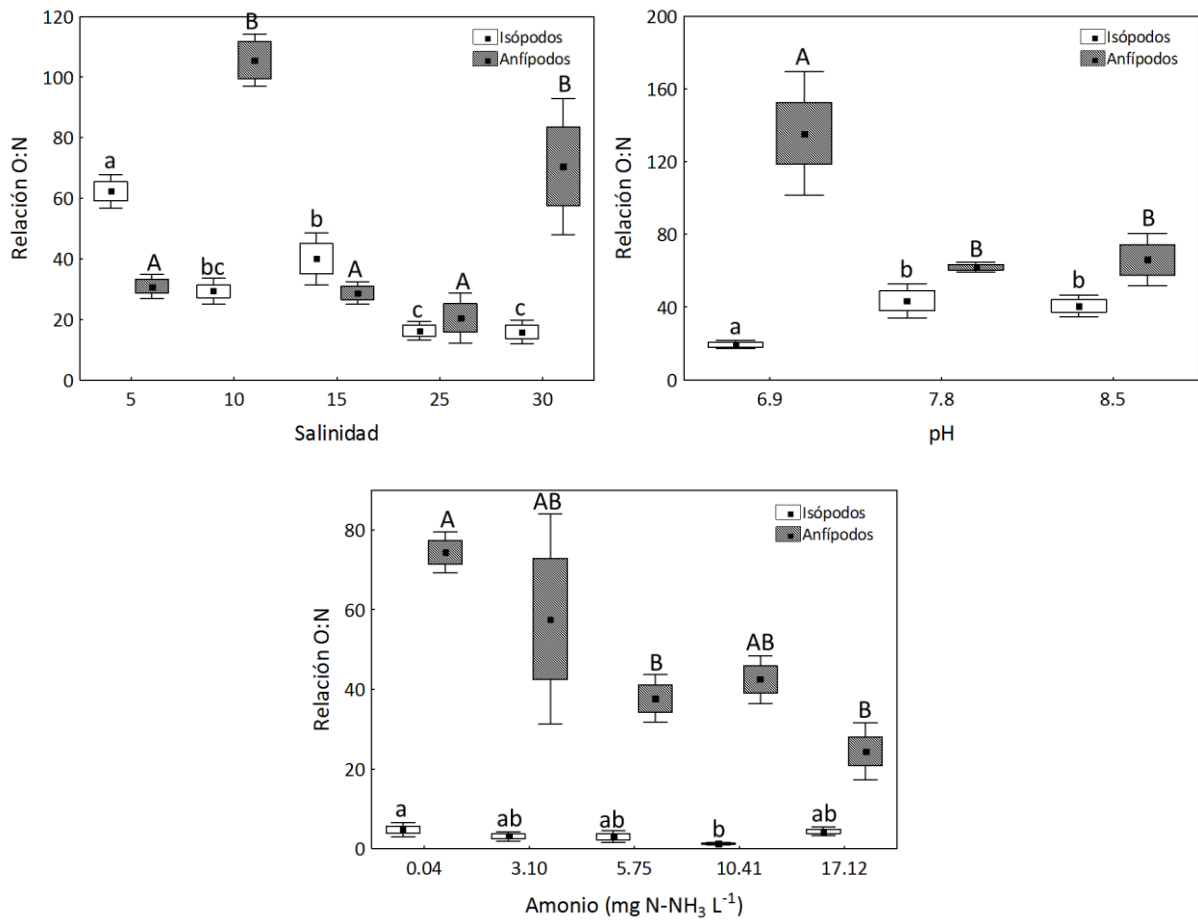 120
100
80
60
40
20
0
Relación O:N
a
A
bc
B
b
A
c
A
c
B
Isópodos
Anfípodos
5 10 15 25 30
Salinidad
200
160
120
80
40
0
Relación O:N
a
A
b
B
b
B
Isópodos
Anfípodos
6.9 7.8 8.5
pH
80
60
40
20
0
Relación O:N
a
A
ab
AB
ab
B
b
AB
ab
B
Isópodos
Anfípodos
0.04 3.10 5.75 10.41 17.12
Amonio (mg N-NH₃ L⁻¹)